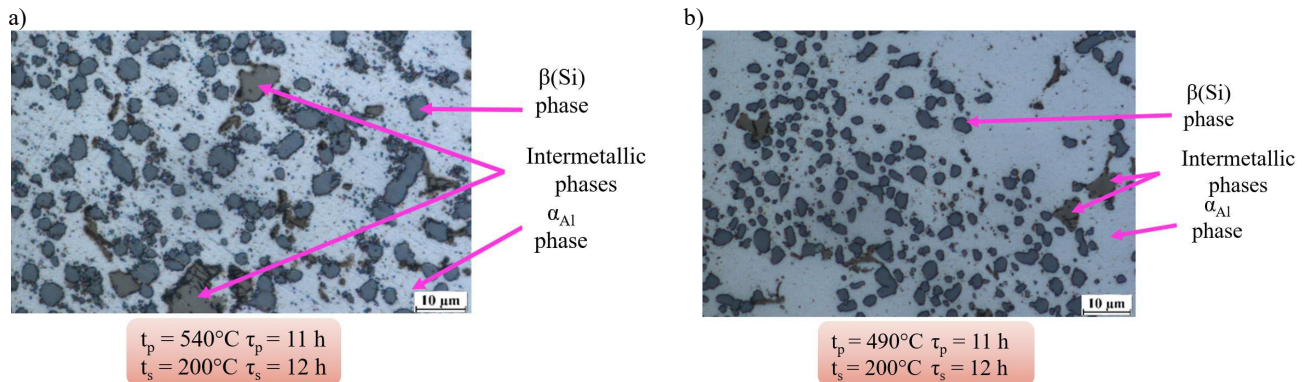 a)
β(Si)
phase
Intermetallic
phases
αAl
phase
10 µm
tp = 540°C τp = 11 h
ts = 200°C τs = 12 h
b)
β(Si)
phase
Intermetallic
phases
αAl
phase
10 µm
tp = 490°C τp = 11 h
ts = 200°C τs = 12 h